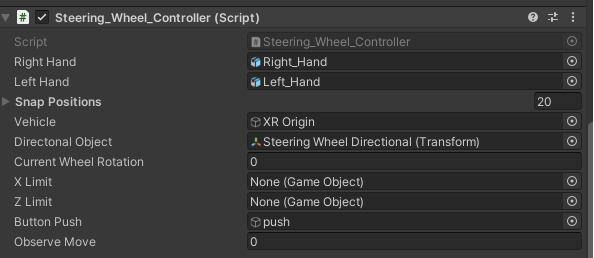 Steering_Wheel_Controller (Script)
Script Steering_Wheel_Controller
Right Hand Right_Hand
Left Hand Left_Hand
Snap Positions 20
Vehicle XR Origin
Directonal Object Steering Wheel Directional (Transform)
Current Wheel Rotation 0
X Limit None (Game Object)
Z Limit None (Game Object)
Button Push push
Observe Move 0